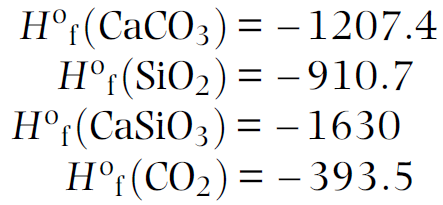 H°f(CaCO₃) = – 1207.4
H°f(SiO₂) = – 910.7
H°f(CaSiO₃) = – 1630
H°f(CO₂) = – 393.5